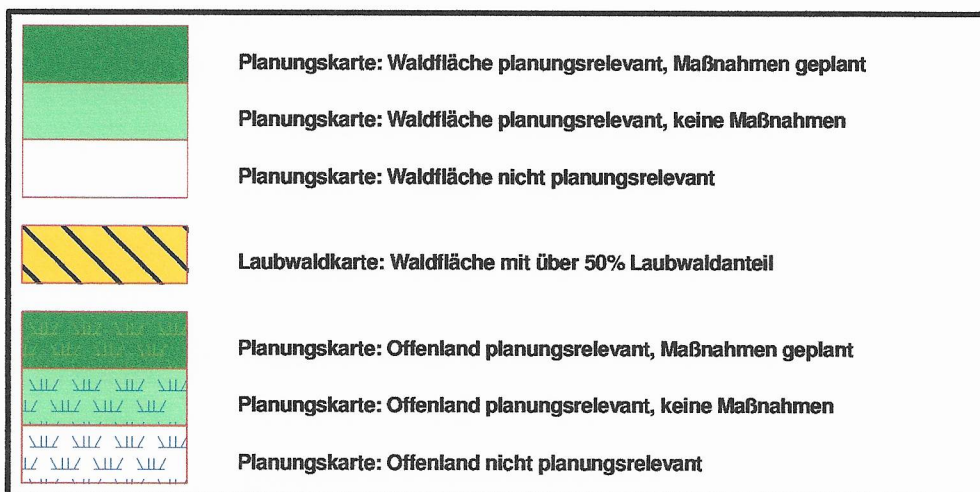 Planungskarte: Waldfläche planungsrelevant, Maßnahmen geplant
Planungskarte: Waldfläche planungsrelevant, keine Maßnahmen
Planungskarte: Waldfläche nicht planungsrelevant
Laubwaldkarte: Waldfläche mit über 50% Laubwaldanteil
Planungskarte: Offenland planungsrelevant, Maßnahmen geplant
Planungskarte: Offenland planungsrelevant, keine Maßnahmen
Planungskarte: Offenland nicht planungsrelevant